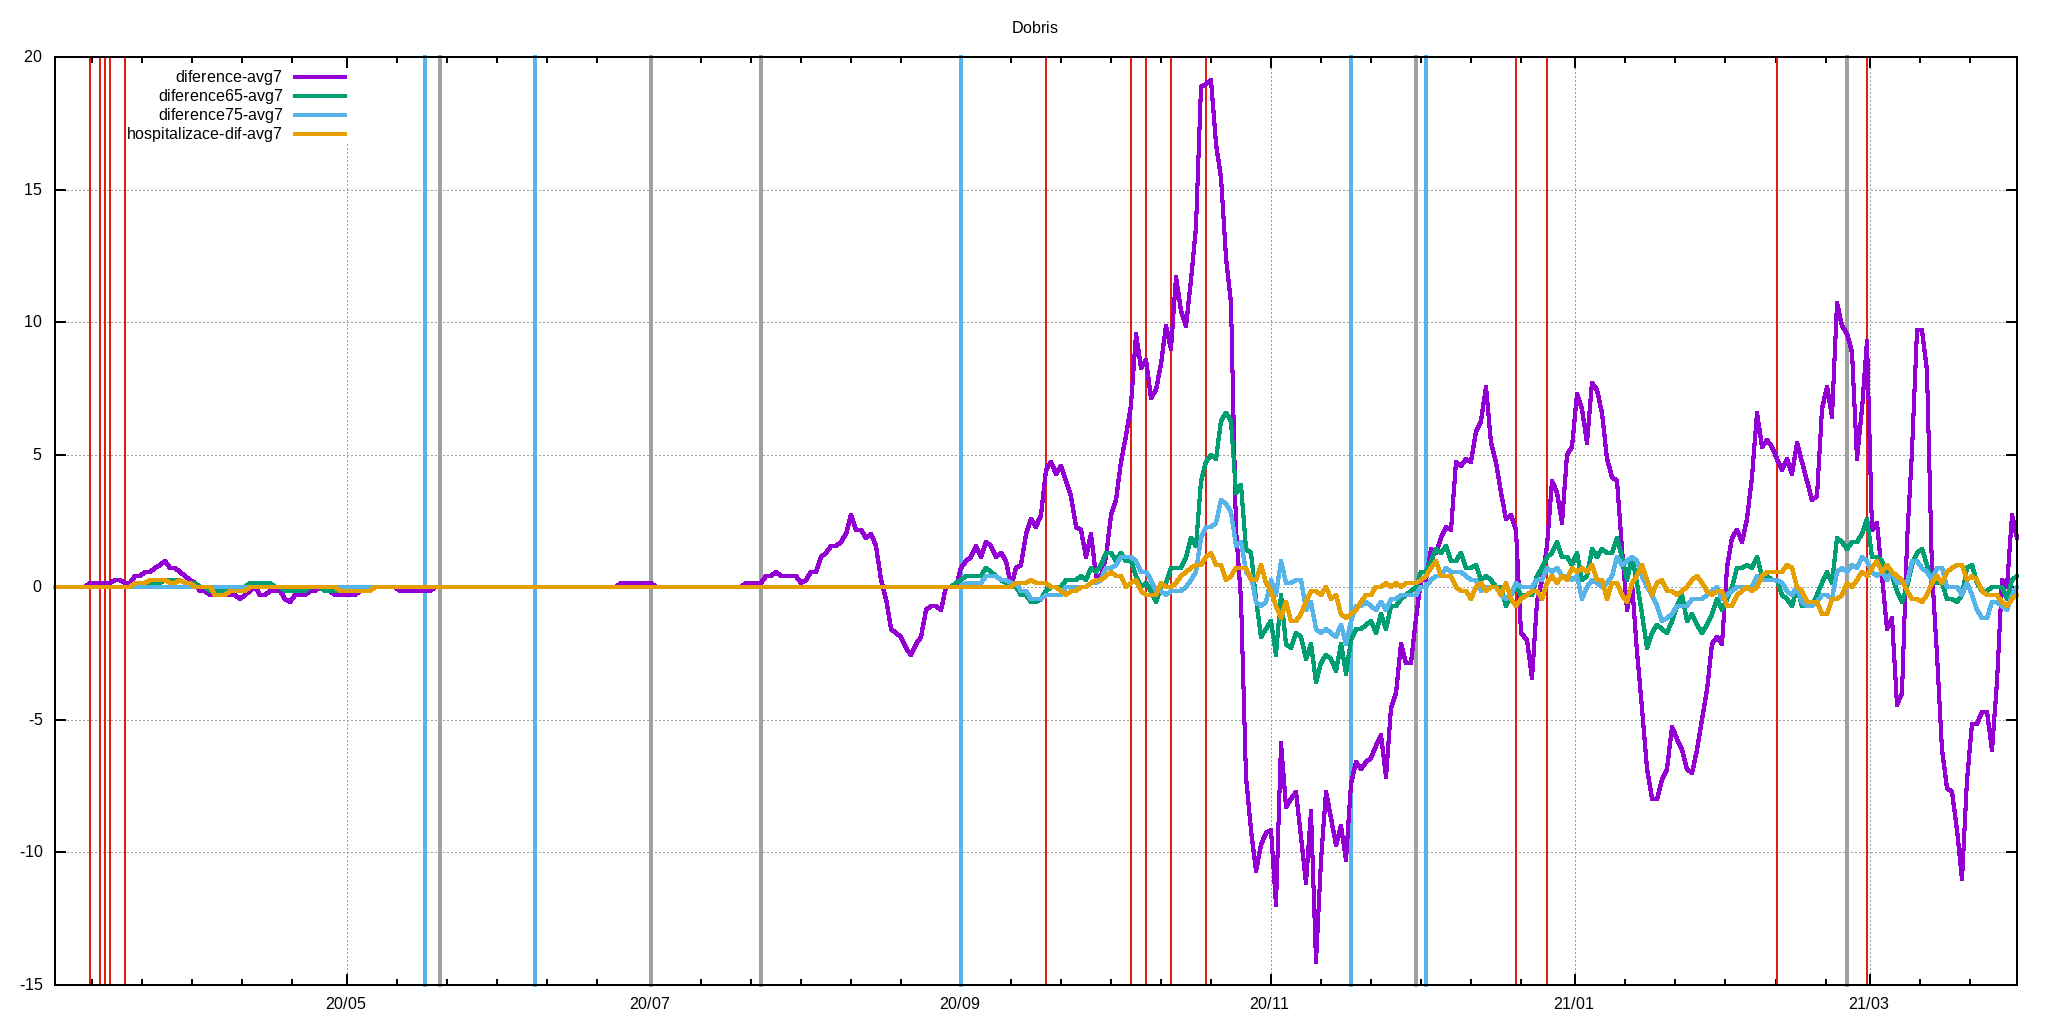 Dobris
20
diference-avg7
diference65-avg7
diference75-avg7
hospitalizace-dif-avg7
15
10
5
0
-5
-10
-15
20/05 20/07 20/09 20/11 21/01 21/03